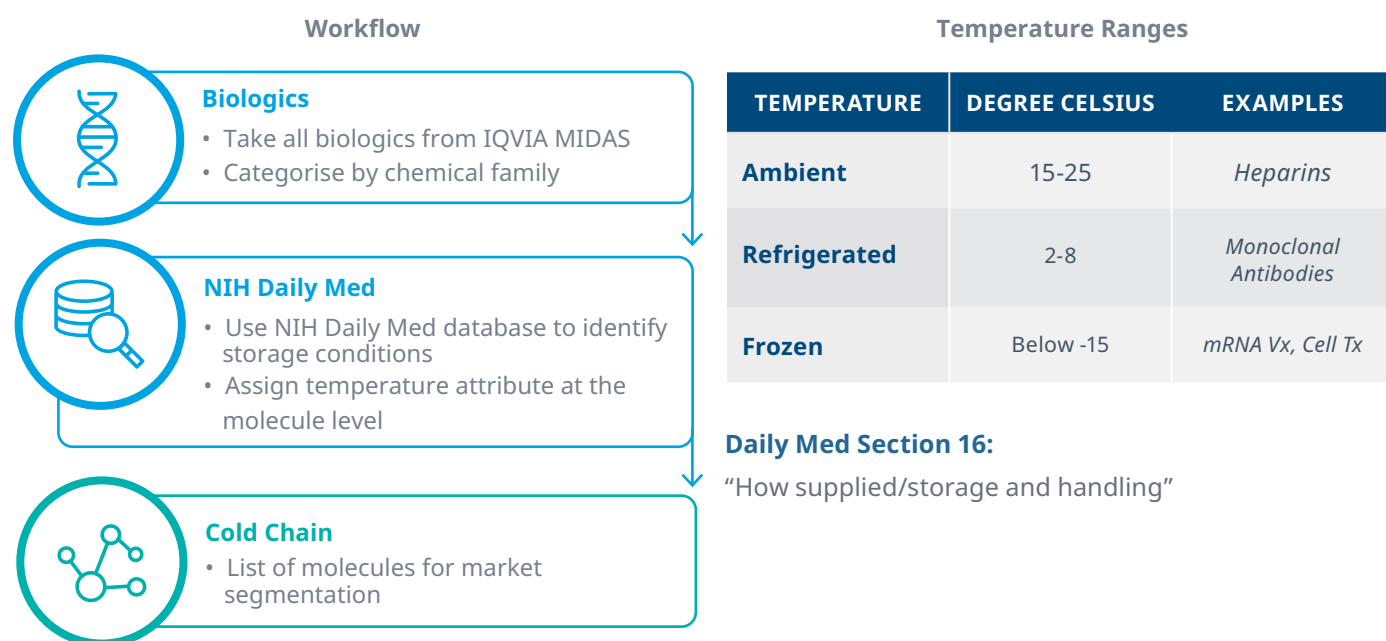 Workflow
Biologics
• Take all biologics from IQVIA MIDAS
• Categorise by chemical family
NIH Daily Med
• Use NIH Daily Med database to identify
storage conditions
• Assign temperature attribute at the
molecule level
Cold Chain
• List of molecules for market
segmentation
Temperature Ranges
TEMPERATURE DEGREE CELSIUS EXAMPLES
Ambient 15-25 Heparins
Refrigerated 2-8 Monoclonal
Antibodies
Frozen Below -15 mRNA Vx, Cell Tx
Daily Med Section 16:
“How supplied/storage and handling”